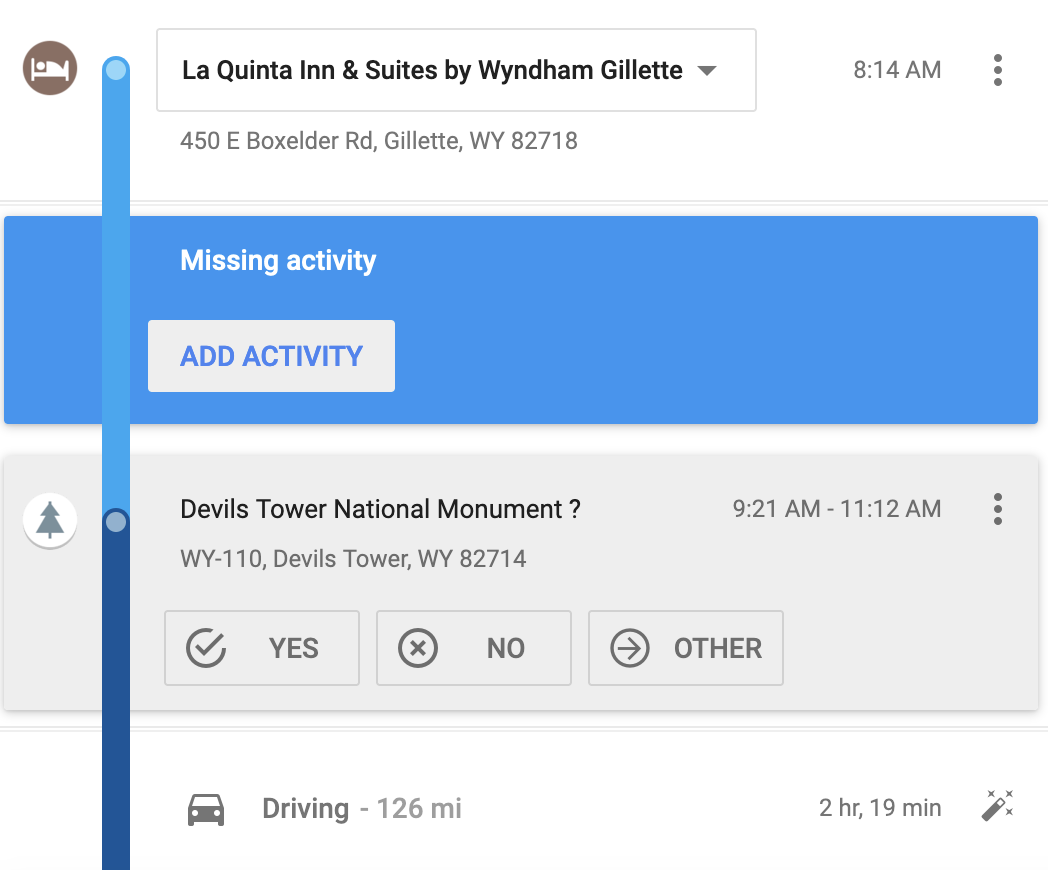 La Quinta Inn & Suites by Wyndham Gillette
8:14 AM
450 E Boxelder Rd, Gillette, WY 82718
Missing activity
ADD ACTIVITY
Devils Tower National Monument ?
9:21 AM - 11:12 AM
WY-110, Devils Tower, WY 82714
YES
NO
OTHER
Driving - 126 mi
2 hr, 19 min